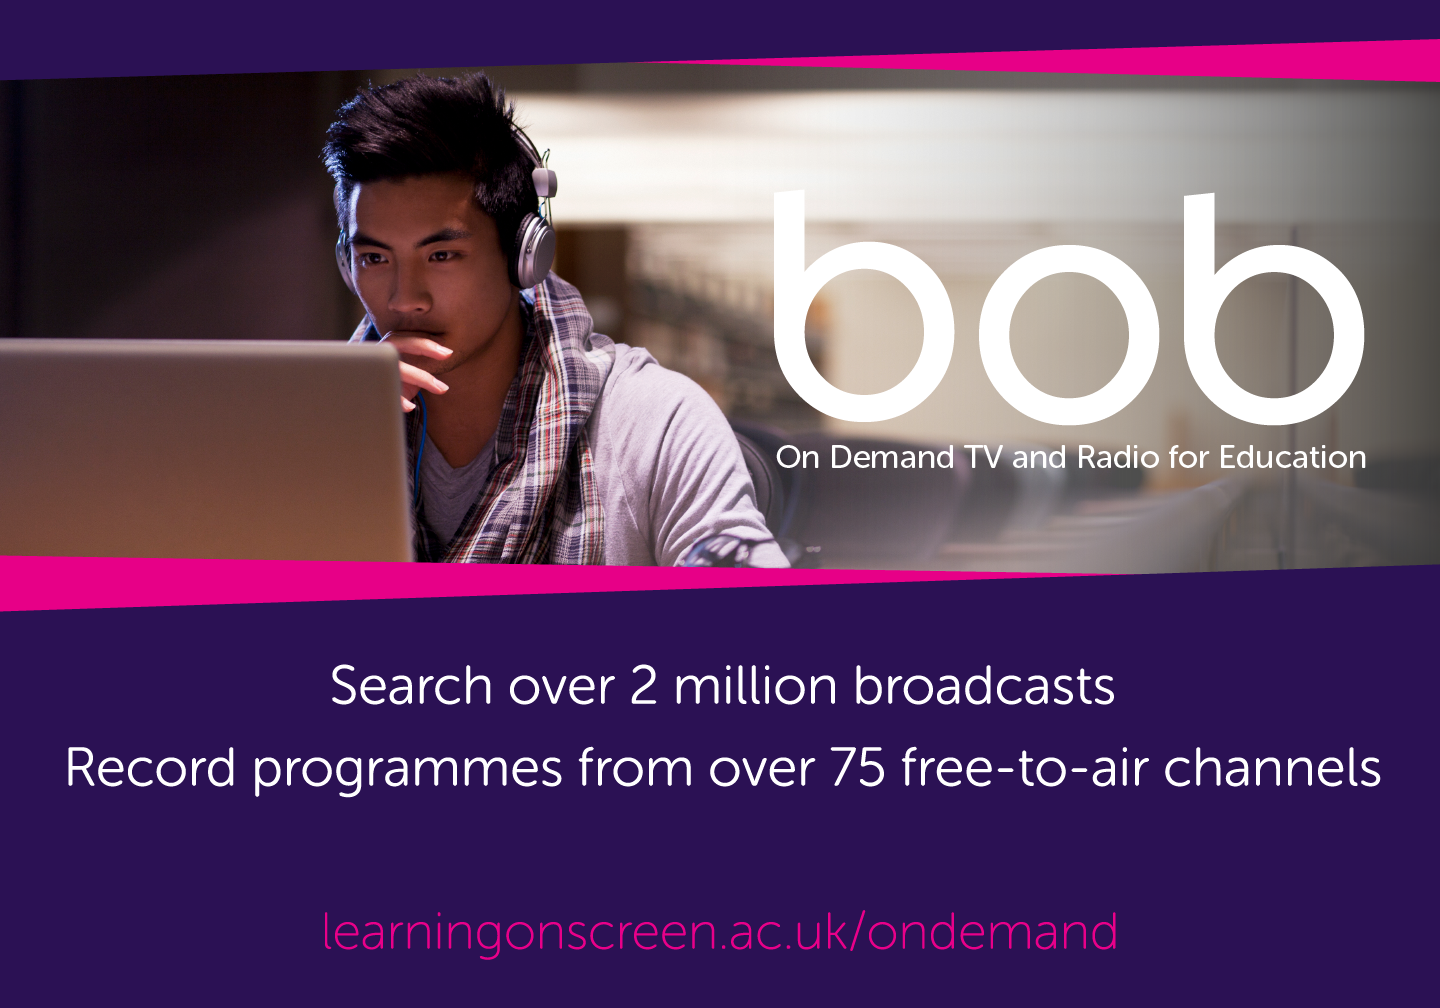 bob
On Demand TV and Radio for Education
Search over 2 million broadcasts
Record programmes from over 75 free-to-air channels
learningonscreen.ac.uk/ondemand